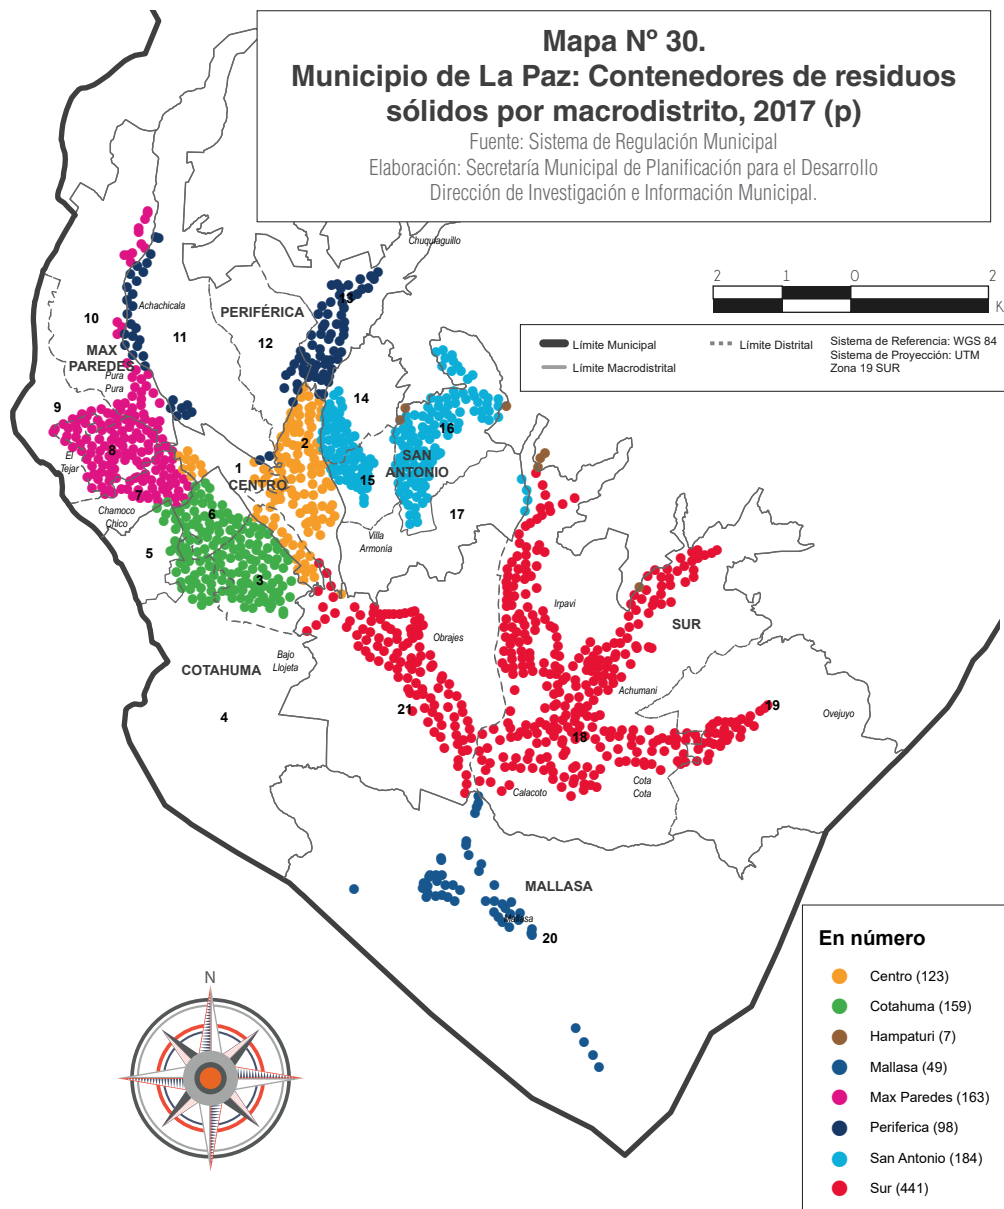 Mapa Nº 30.
Municipio de La Paz: Contenedores de residuos
sólidos por macrodistrito, 2017 (p)
Fuente: Sistema de Regulación Municipal
Elaboración: Secretaría Municipal de Planificación para el Desarrollo
Dirección de Investigación e Información Municipal.
Chuquiaguillo
2 1 0 2
K
Límite Municipal
Límite Distrital
Límite Macrodistrital
Sistema de Referencia: WGS 84
Sistema de Proyección: UTM
Zona 19 SUR
13
Achachicala
PERIFÉRICA
10
11
12
MAX
PAREDES
Pura
Pura
14
9
16
8
2
El
Tejar
SAN
ANTONIO
1
CENTRO
15
7
Chamoco
Chico
6
17
Villa
Armonia
5
3
Irpavi
SUR
Obrajes
Bajo
Llojeta
COTAHUMA
Achumani
4
21
19
Ovejuyo
18
Cota
Cota
Calacoto
MALLASA
Mallasa
20
N
En número
Centro (123)
Cotahuma (159)
Hampaturi (7)
Mallasa (49)
Max Paredes (163)
Periferica (98)
San Antonio (184)
Sur (441)